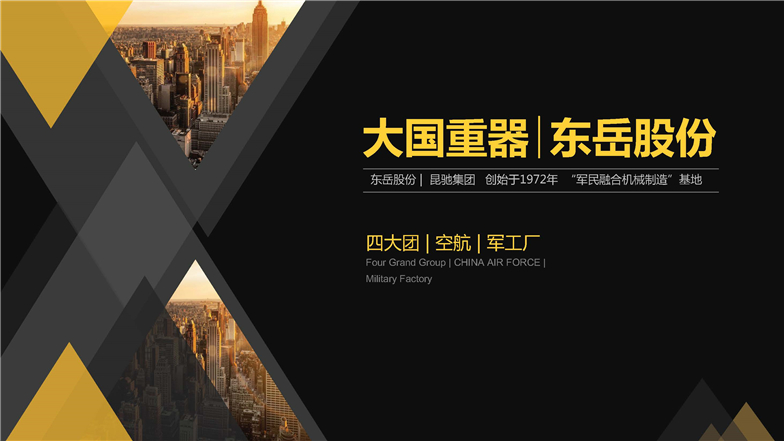 大国重器|东岳股份
东岳股份 | 昆驰集团 创始于1972年 “军民融合机械制造”基地
四大团 | 空航 | 军工厂
Four Grand Group | CHINA AIR FORCE |
Military Factory